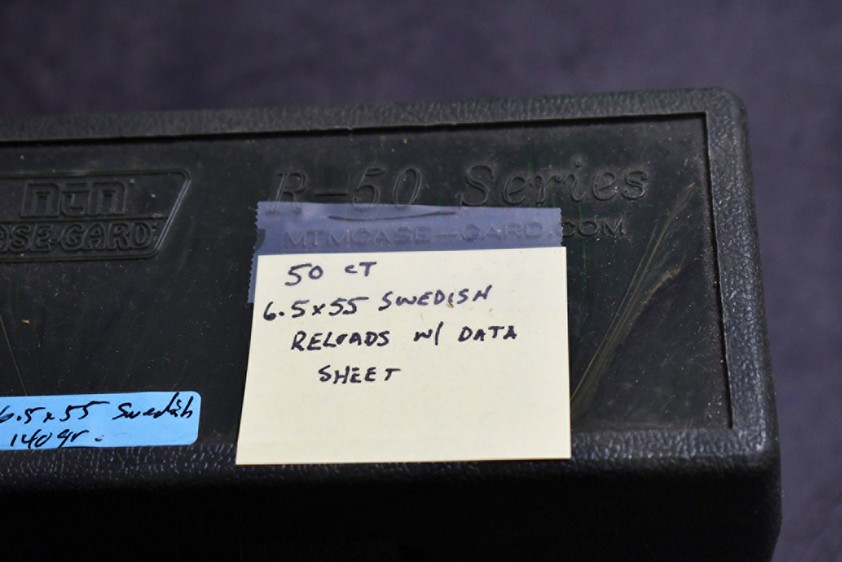 R-50 Series
MTM
CASE-GARD
MTMCASE-GARD.COM
50 CT
6.5x55 SWEDISH
RELOADS W/ DATA
SHEET
6.5x55 Swedish
140gr.